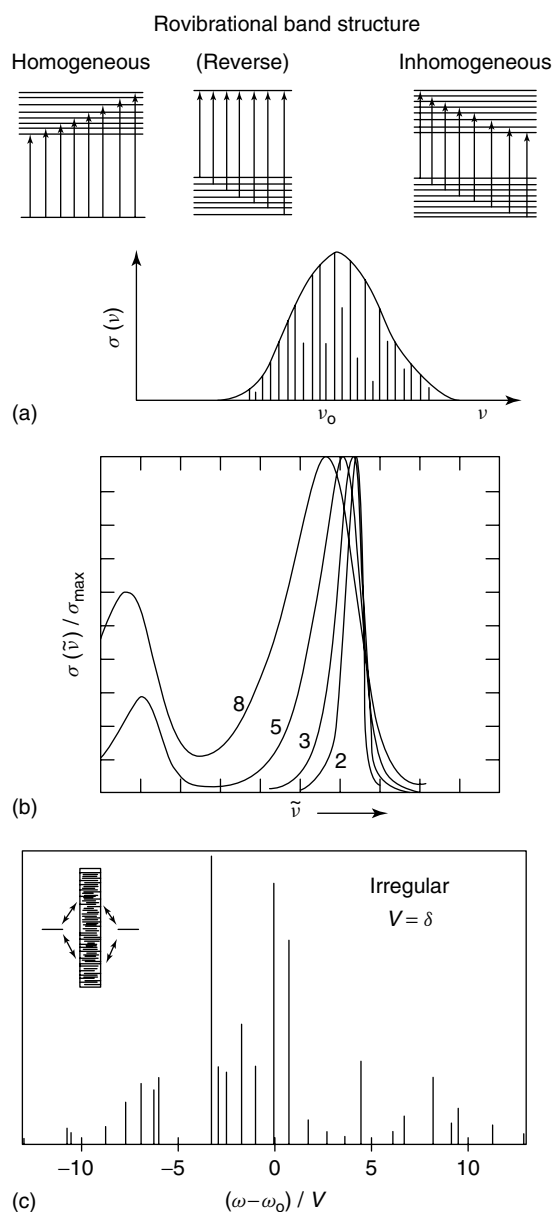 Rovibrational band structure
Homogeneous (Reverse) Inhomogeneous
σ (ν)
(a) ν₀ ν
σ (ν̃) / σmax
8 5 3 2
(b) ν̃
Irregular
V = δ
−10 −5 0 5 10
(c) (ω−ω₀) / V